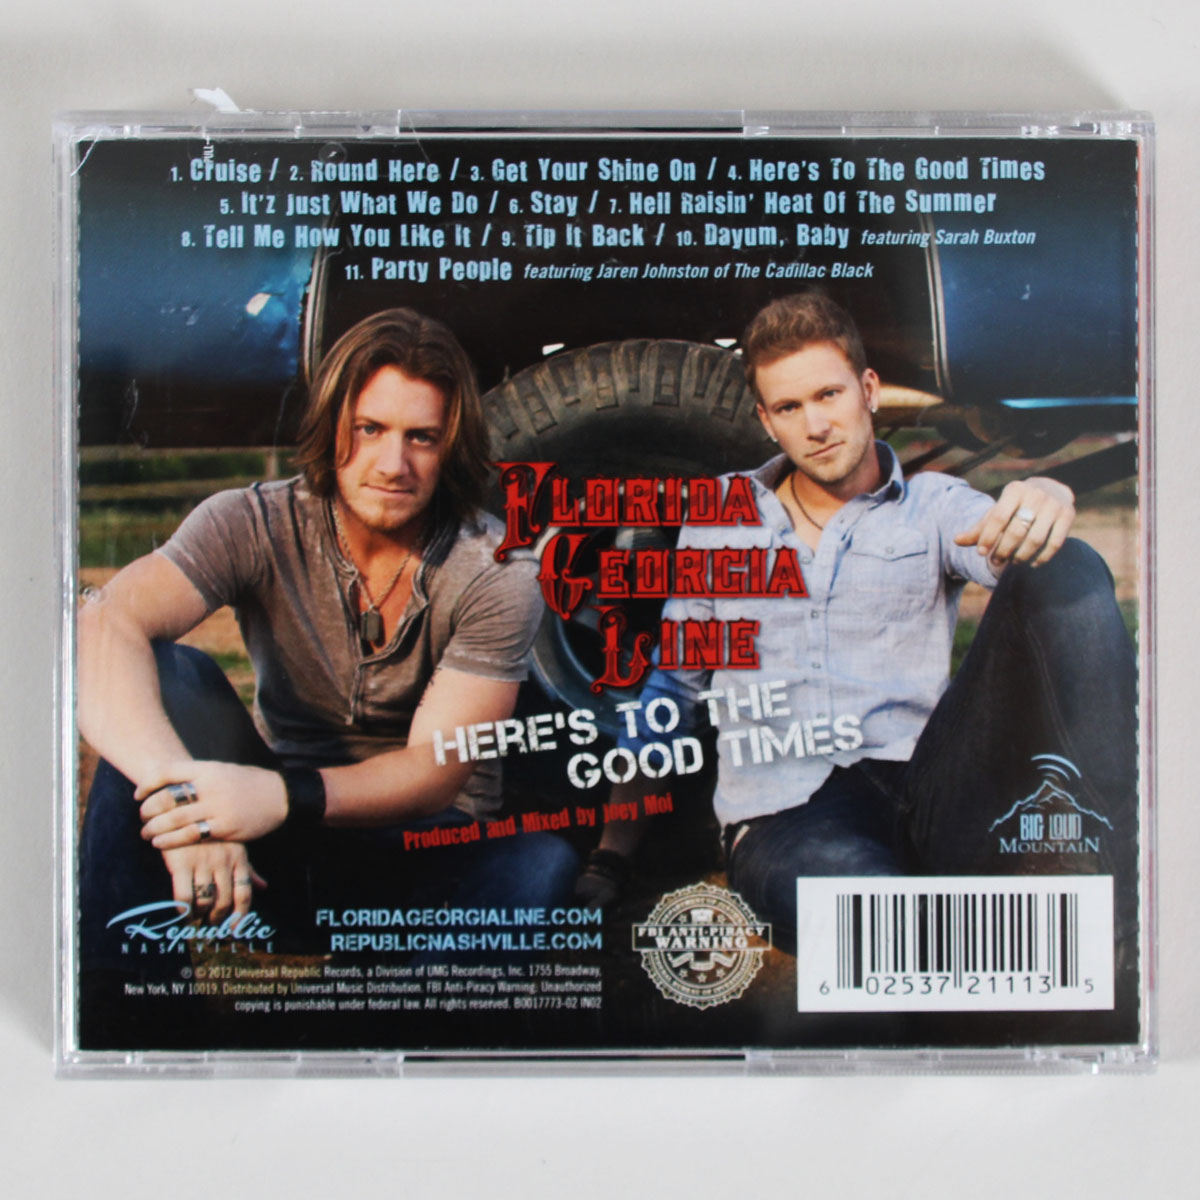 1. Cruise / 2. Round Here / 3. Get Your Shine On / 4. Here's To The Good Times
5. It'z Just What We Do / 6. Stay / 7. Hell Raisin' Heat Of The Summer
8. Tell Me How You Like It / 9. Tip It Back / 10. Dayum, Baby featuring Sarah Buxton
11. Party People featuring Jaren Johnston of The Cadillac Black
FLORIDA
GEORGIA
LINE
HERE'S TO THE
GOOD TIMES
Produced and Mixed by Joey Moi
BIG LOUD
MOUNTAIN
Republic
NASHVILLE
FLORIDAGEORGIALINE.COM
REPUBLICNASHVILLE.COM
℗ © 2012 Universal Republic Records, a Division of UMG Recordings, Inc. 1755 Broadway,
New York, NY 10019. Distributed by Universal Music Distribution. FBI Anti-Piracy Warning: Unauthorized
copying is punishable under federal law. All rights reserved. B0017773-02 IN02
FBI ANTI-PIRACY
WARNING
6 02537 21113 5